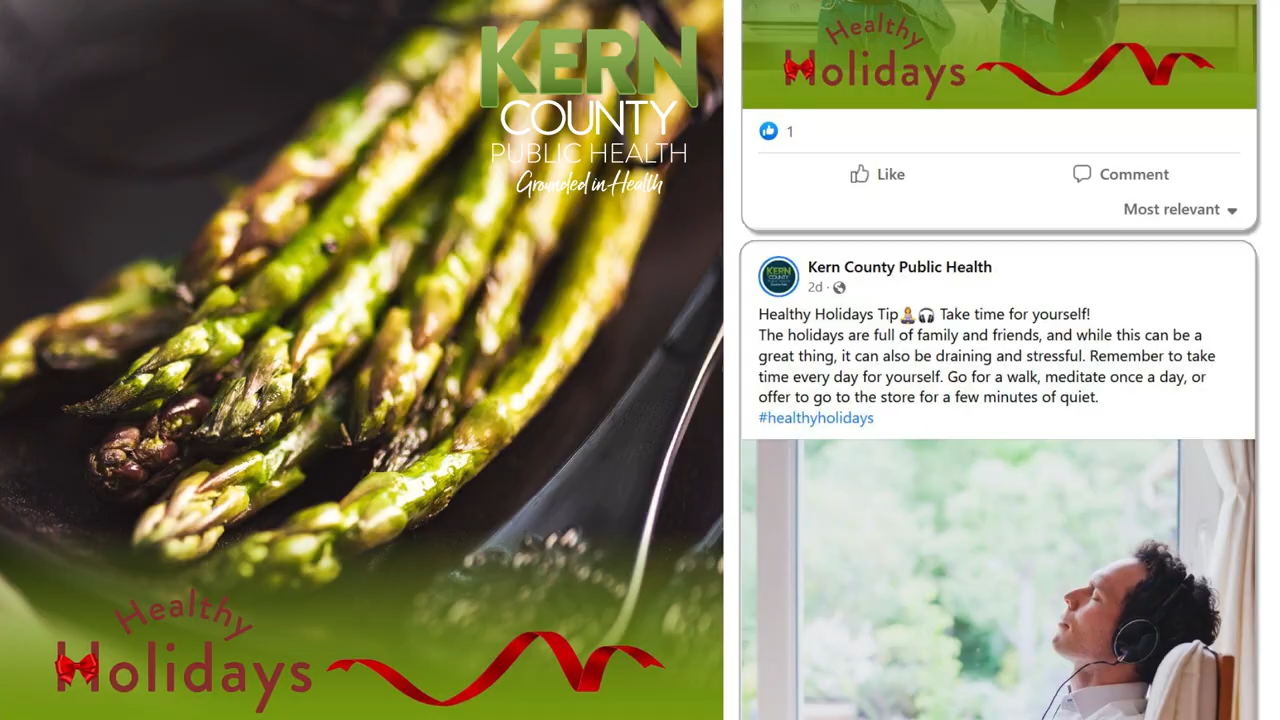 KERN
COUNTY
PUBLIC HEALTH
Grounded in Health
Healthy
Holidays
Healthy
Holidays
1
Like
Comment
Most relevant
Kern County Public Health
2d
Healthy Holidays Tip🧘🎧 Take time for yourself!
The holidays are full of family and friends, and while this can be a
great thing, it can also be draining and stressful. Remember to take
time every day for yourself. Go for a walk, meditate once a day, or
offer to go to the store for a few minutes of quiet.
#healthyholidays